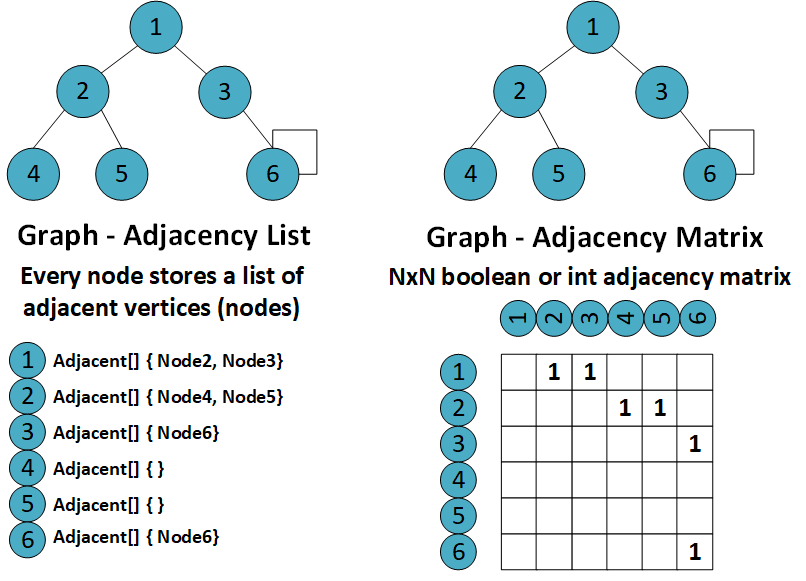 1
2
3
4
5
6
Graph - Adjacency List
Every node stores a list of
adjacent vertices (nodes)
1 Adjacent[] { Node2, Node3}
2 Adjacent[] { Node4, Node5}
3 Adjacent[] { Node6}
4 Adjacent[] { }
5 Adjacent[] { }
6 Adjacent[] { Node6}
1
2
3
4
5
6
Graph - Adjacency Matrix
NxN boolean or int adjacency matrix
1 2 3 4 5 6
1 1 1
2 1 1
3 1
4
5
6 1